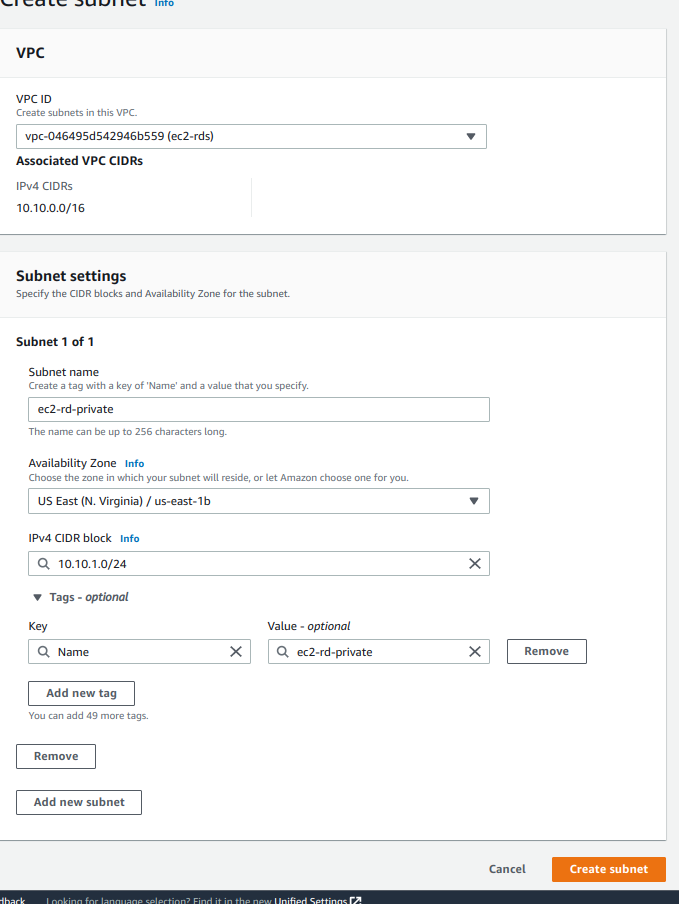 Create subnet Info
VPC
VPC ID
Create subnets in this VPC.
vpc-046495d542946b559 (ec2-rds)
Associated VPC CIDRs
IPv4 CIDRs
10.10.0.0/16
Subnet settings
Specify the CIDR blocks and Availability Zone for the subnet.
Subnet 1 of 1
Subnet name
Create a tag with a key of 'Name' and a value that you specify.
ec2-rd-private
The name can be up to 256 characters long.
Availability Zone Info
Choose the zone in which your subnet will reside, or let Amazon choose one for you.
US East (N. Virginia) / us-east-1b
IPv4 CIDR block Info
10.10.1.0/24
Tags - optional
Key Value - optional
Name ec2-rd-private Remove
Add new tag
You can add 49 more tags.
Remove
Add new subnet
Cancel Create subnet
dback Looking for language selection? Find it in the new Unified Settings